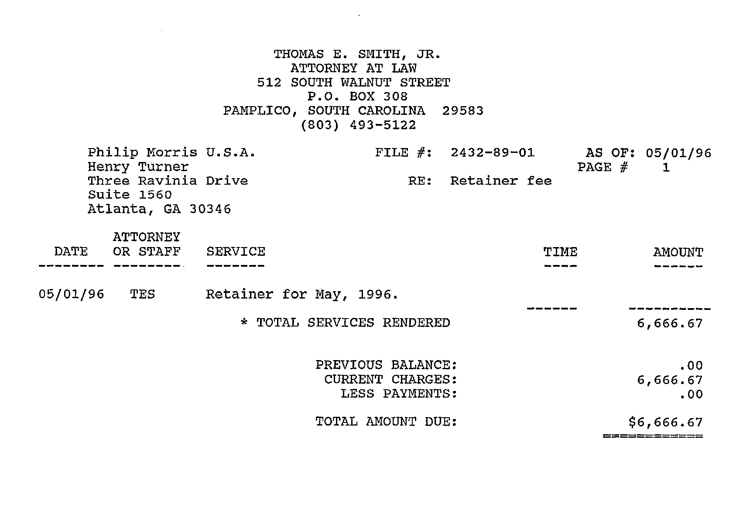 THOMAS E. SMITH, JR.
ATTORNEY AT LAW
512 SOUTH WALNUT STREET
P.O. BOX 308
PAMPLICO, SOUTH CAROLINA 29583
(803) 493-5122
Philip Morris U.S.A. FILE #: 2432-89-01 AS OF: 05/01/96
Henry Turner PAGE # 1
Three Ravinia Drive RE: Retainer fee
Suite 1560
Atlanta, GA 30346
ATTORNEY
DATE OR STAFF SERVICE TIME AMOUNT
-------- --------- ------- ---- ------
05/01/96 TES Retainer for May, 1996.
------ ----------
* TOTAL SERVICES RENDERED 6,666.67
PREVIOUS BALANCE: .00
CURRENT CHARGES: 6,666.67
LESS PAYMENTS: .00
TOTAL AMOUNT DUE: $6,666.67
============